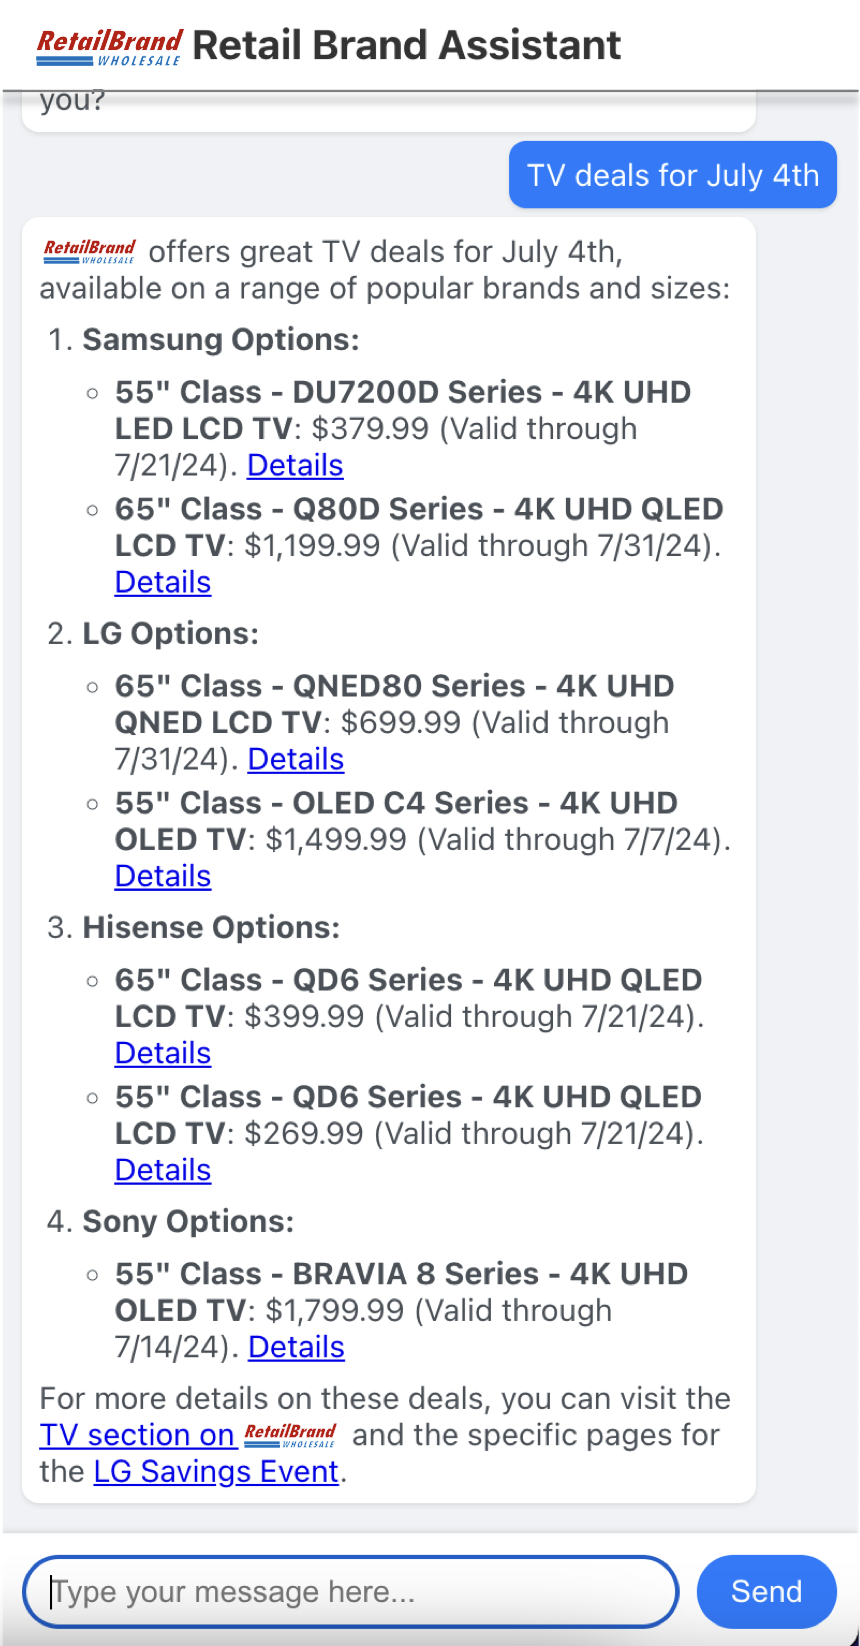 RetailBrand
WHOLESALE
Retail Brand Assistant
you?
TV deals for July 4th
RetailBrand WHOLESALE offers great TV deals for July 4th,
available on a range of popular brands and sizes:
1. Samsung Options:
55" Class - DU7200D Series - 4K UHD
LED LCD TV: $379.99 (Valid through
7/21/24). Details
65" Class - Q80D Series - 4K UHD QLED
LCD TV: $1,199.99 (Valid through 7/31/24).
Details
2. LG Options:
65" Class - QNED80 Series - 4K UHD
QNED LCD TV: $699.99 (Valid through
7/31/24). Details
55" Class - OLED C4 Series - 4K UHD
OLED TV: $1,499.99 (Valid through 7/7/24).
Details
3. Hisense Options:
65" Class - QD6 Series - 4K UHD QLED
LCD TV: $399.99 (Valid through 7/21/24).
Details
55" Class - QD6 Series - 4K UHD QLED
LCD TV: $269.99 (Valid through 7/21/24).
Details
4. Sony Options:
55" Class - BRAVIA 8 Series - 4K UHD
OLED TV: $1,799.99 (Valid through
7/14/24). Details
For more details on these deals, you can visit the
TV section on RetailBrand WHOLESALE and the specific pages for
the LG Savings Event.
Type your message here...
Send